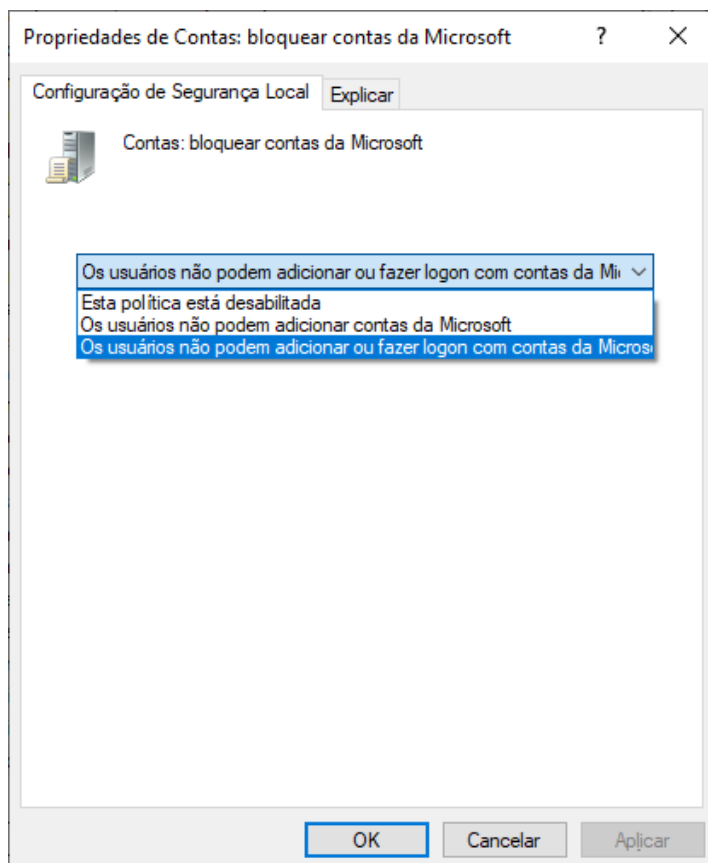 Propriedades de Contas: bloquear contas da Microsoft ?
Configuração de Segurança Local Explicar
Contas: bloquear contas da Microsoft
Os usuários não podem adicionar ou fazer logon com contas da Mi
Esta política está desabilitada
Os usuários não podem adicionar contas da Microsoft
Os usuários não podem adicionar ou fazer logon com contas da Micros
OK Cancelar Aplicar